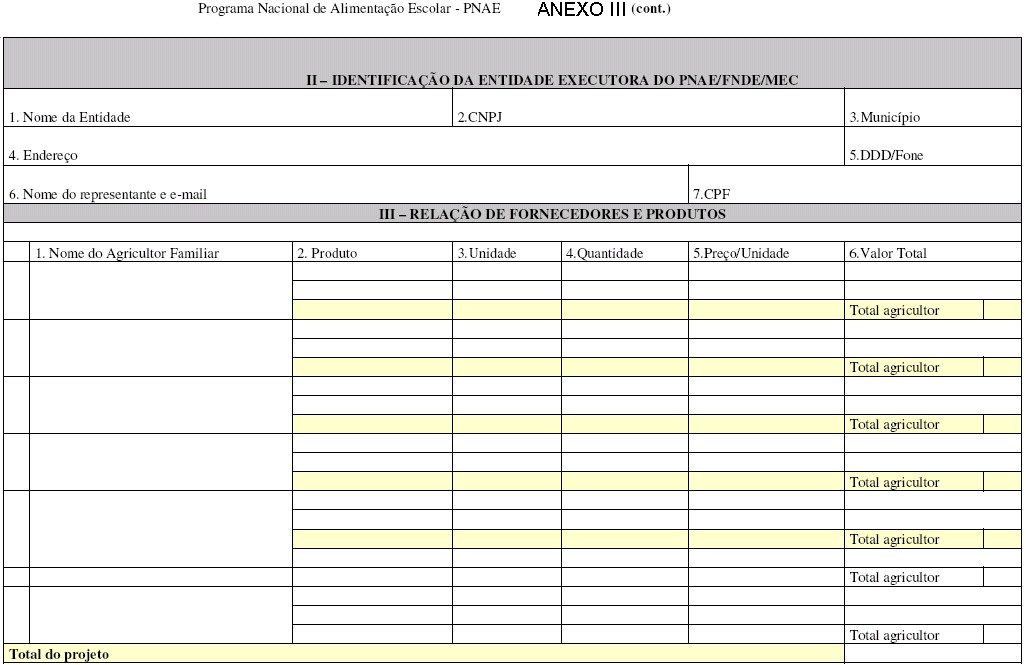 Programa Nacional de Alimentação Escolar - PNAE ANEXO III (cont.)
II – IDENTIFICAÇÃO DA ENTIDADE EXECUTORA DO PNAE/FNDE/MEC
1. Nome da Entidade 2.CNPJ 3.Município
4. Endereço 5.DDD/Fone
6. Nome do representante e e-mail 7.CPF
III – RELAÇÃO DE FORNECEDORES E PRODUTOS
1. Nome do Agricultor Familiar 2. Produto 3.Unidade 4.Quantidade 5.Preço/Unidade 6.Valor Total
Total agricultor
Total agricultor
Total agricultor
Total agricultor
Total agricultor
Total agricultor
Total agricultor
Total do projeto